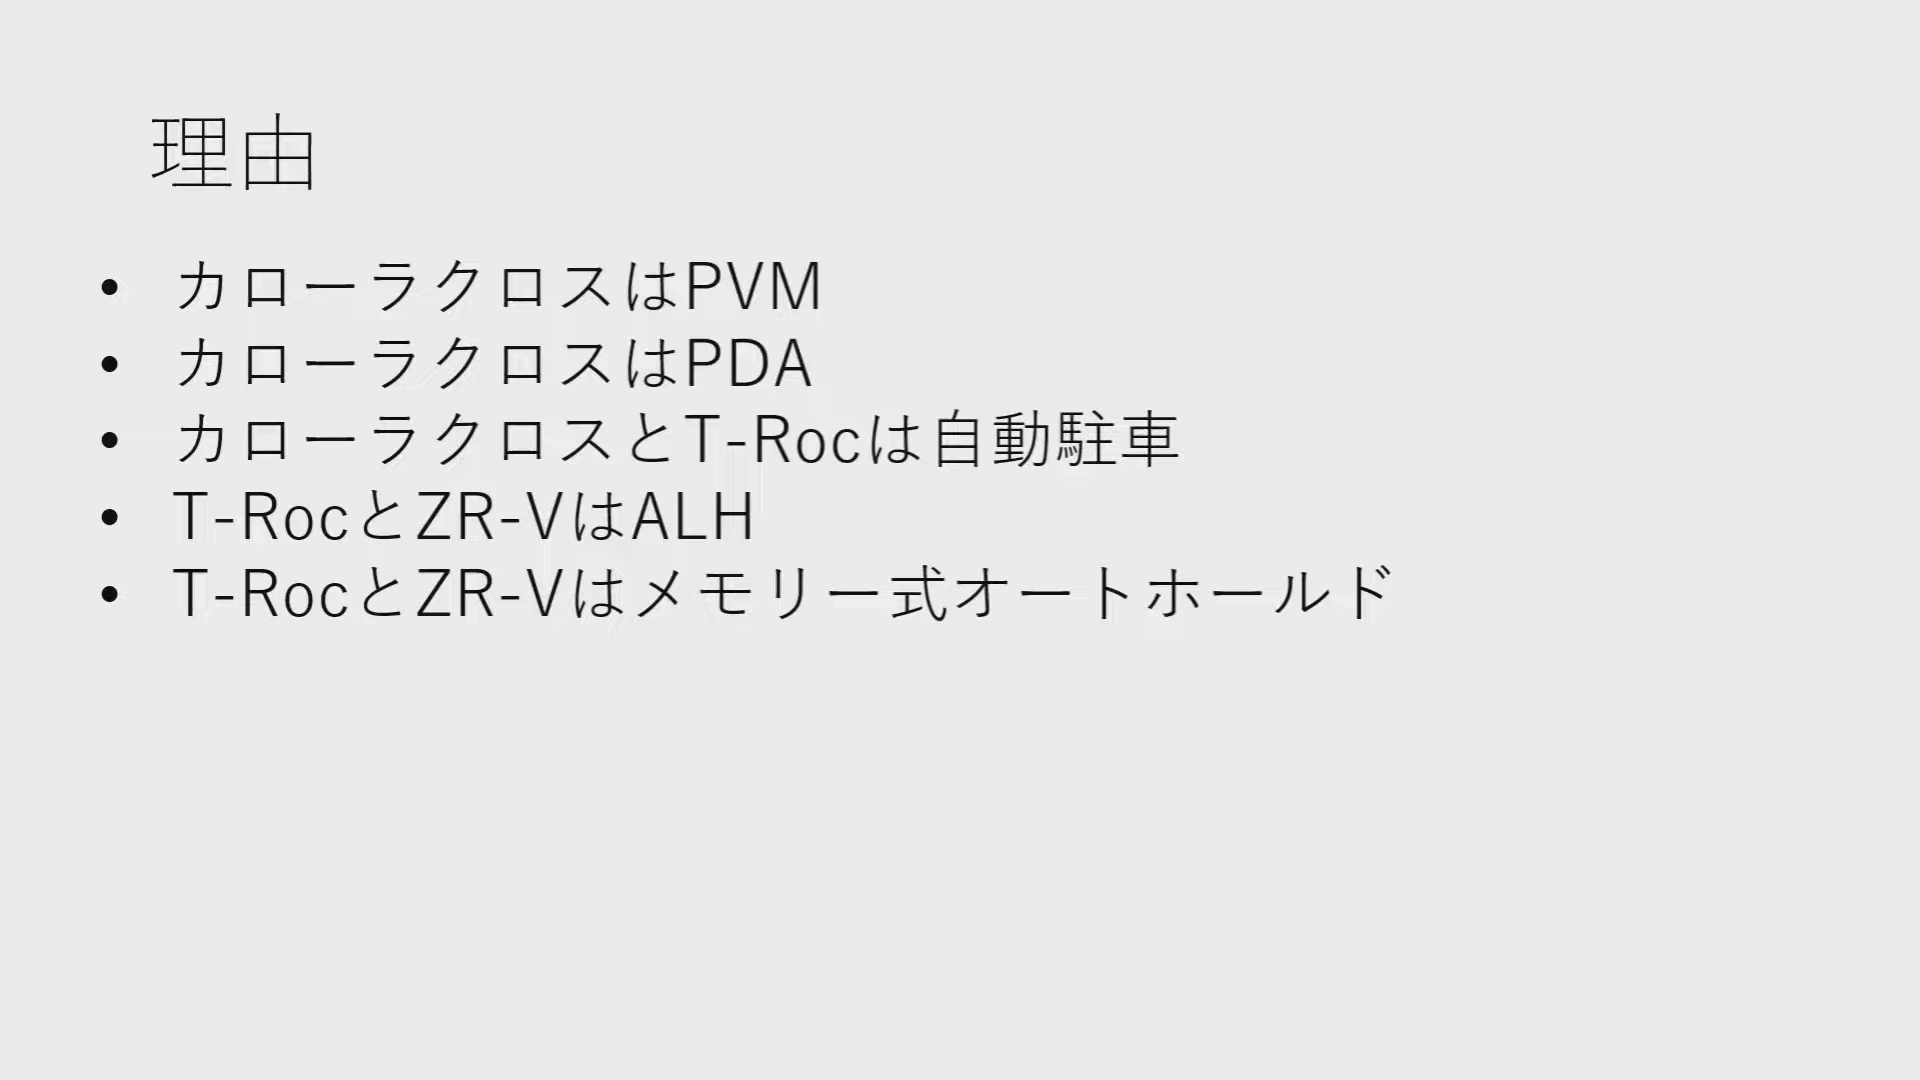 理由
• カローラクロスはPVM
• カローラクロスはPDA
• カローラクロスとT-Rocは自動駐車
• T-RocとZR-VはALH
• T-RocとZR-Vはメモリー式オートホールド